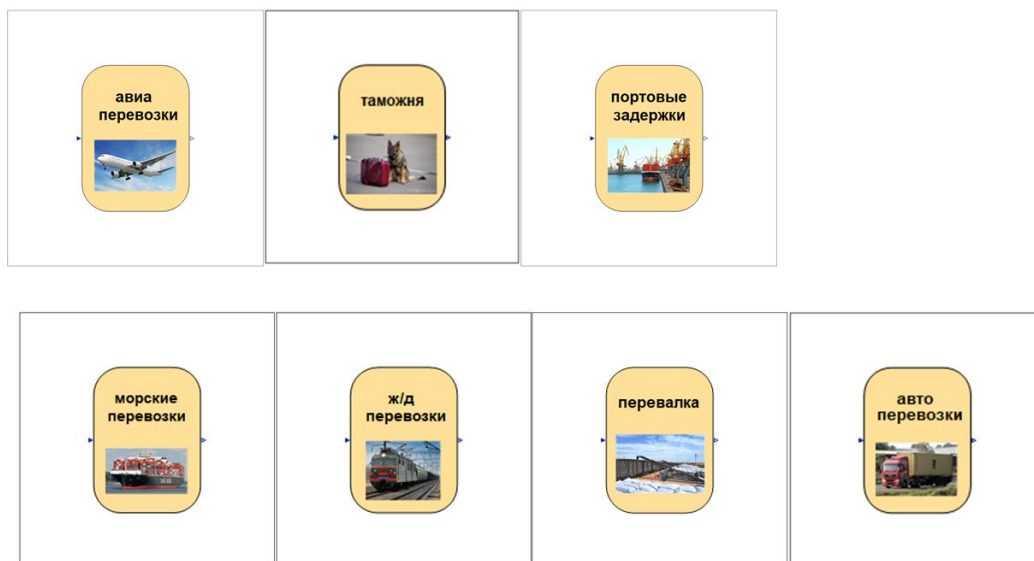 авиа
перевозки
таможня
портовые
задержки
морские
перевозки
ж/д
перевозки
перевалка
авто
перевозки